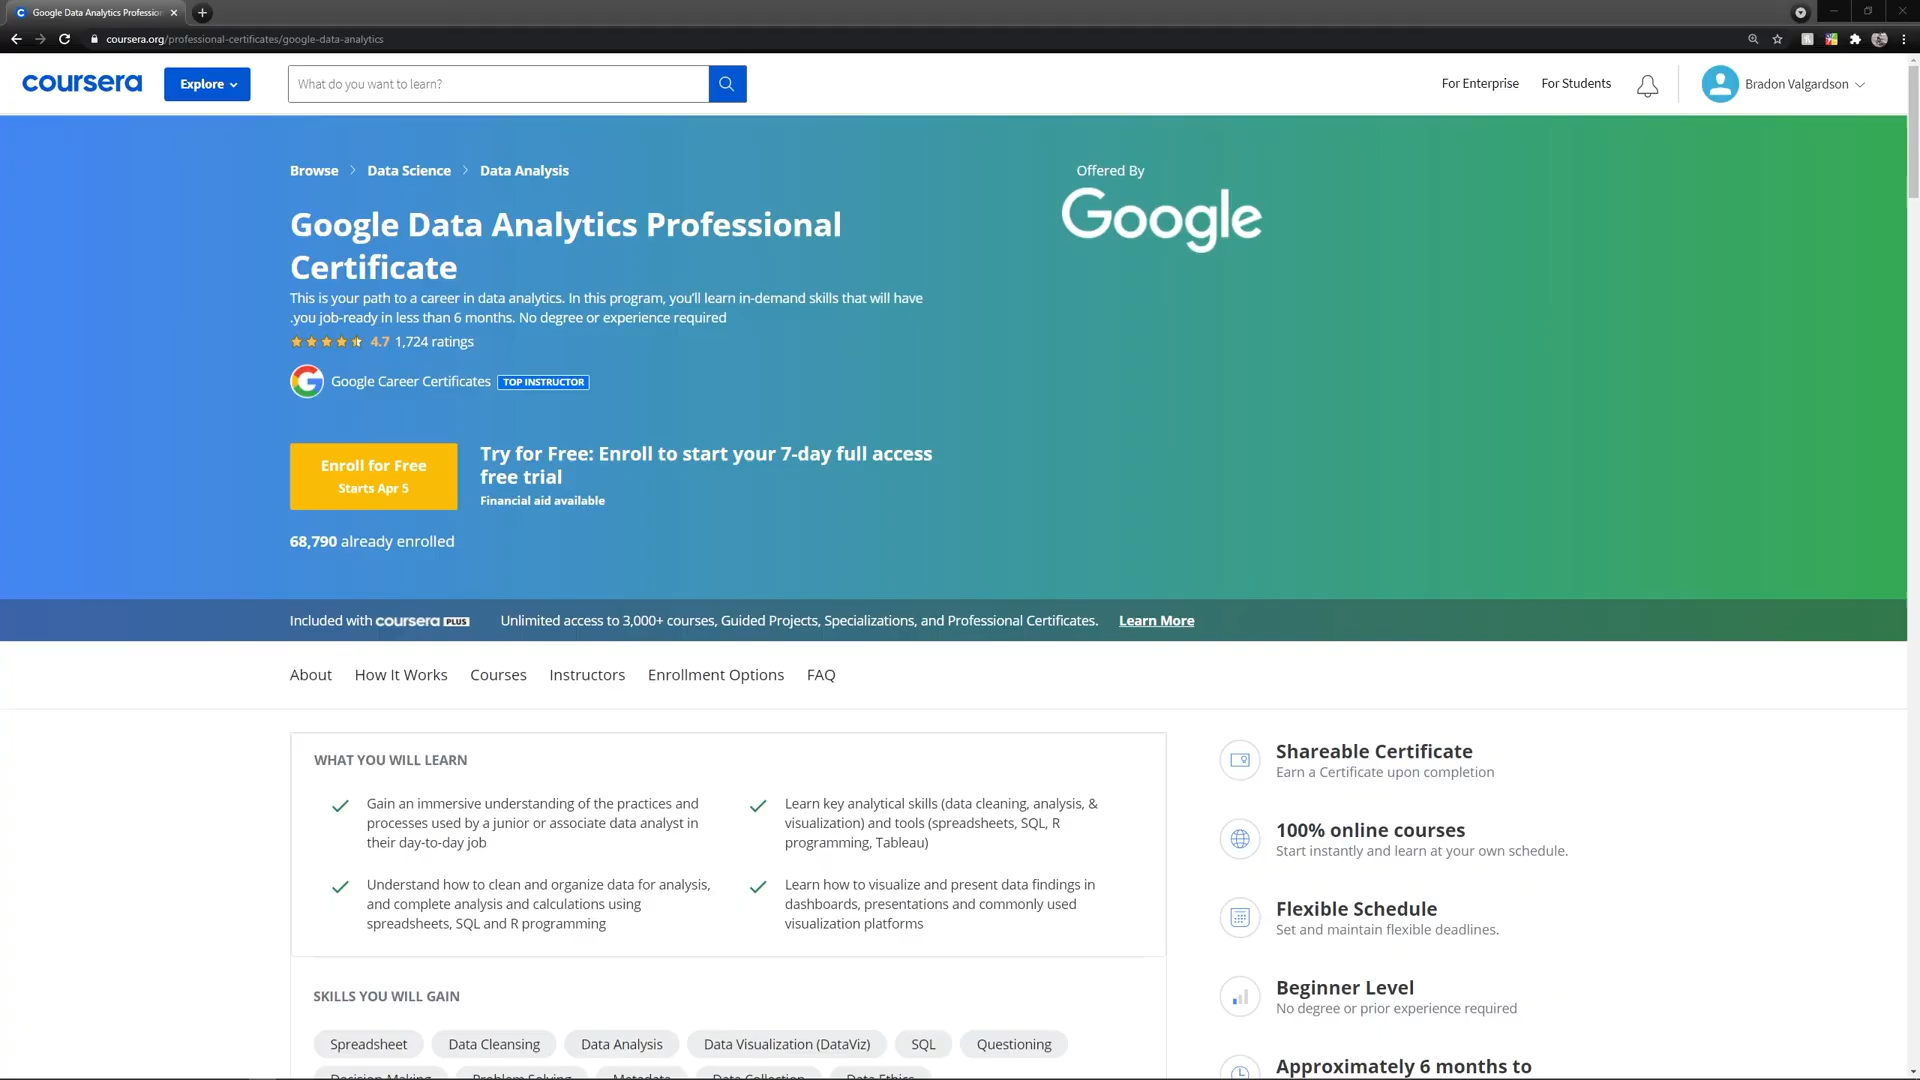 Google Data Analytics Profession
coursera.org/professional-certificates/google-data-analytics
coursera
Explore
What do you want to learn?
For Enterprise
For Students
Bradon Valgardson
Browse > Data Science > Data Analysis
Google Data Analytics Professional
Certificate
This is your path to a career in data analytics. In this program, you'll learn in-demand skills that will have
.you job-ready in less than 6 months. No degree or experience required
4.7 1,724 ratings
Google Career Certificates TOP INSTRUCTOR
Offered By
Google
Enroll for Free
Starts Apr 5
Try for Free: Enroll to start your 7-day full access
free trial
Financial aid available
68,790 already enrolled
Included with coursera PLUS
Unlimited access to 3,000+ courses, Guided Projects, Specializations, and Professional Certificates.
Learn More
About
How It Works
Courses
Instructors
Enrollment Options
FAQ
WHAT YOU WILL LEARN
Gain an immersive understanding of the practices and
processes used by a junior or associate data analyst in
their day-to-day job
Learn key analytical skills (data cleaning, analysis, &
visualization) and tools (spreadsheets, SQL, R
programming, Tableau)
Understand how to clean and organize data for analysis,
and complete analysis and calculations using
spreadsheets, SQL and R programming
Learn how to visualize and present data findings in
dashboards, presentations and commonly used
visualization platforms
SKILLS YOU WILL GAIN
Spreadsheet
Data Cleansing
Data Analysis
Data Visualization (DataViz)
SQL
Questioning
Decision Making
Problem Solving
Metadata
Data Collection
Data Ethics
Shareable Certificate
Earn a Certificate upon completion
100% online courses
Start instantly and learn at your own schedule.
Flexible Schedule
Set and maintain flexible deadlines.
Beginner Level
No degree or prior experience required
Approximately 6 months to